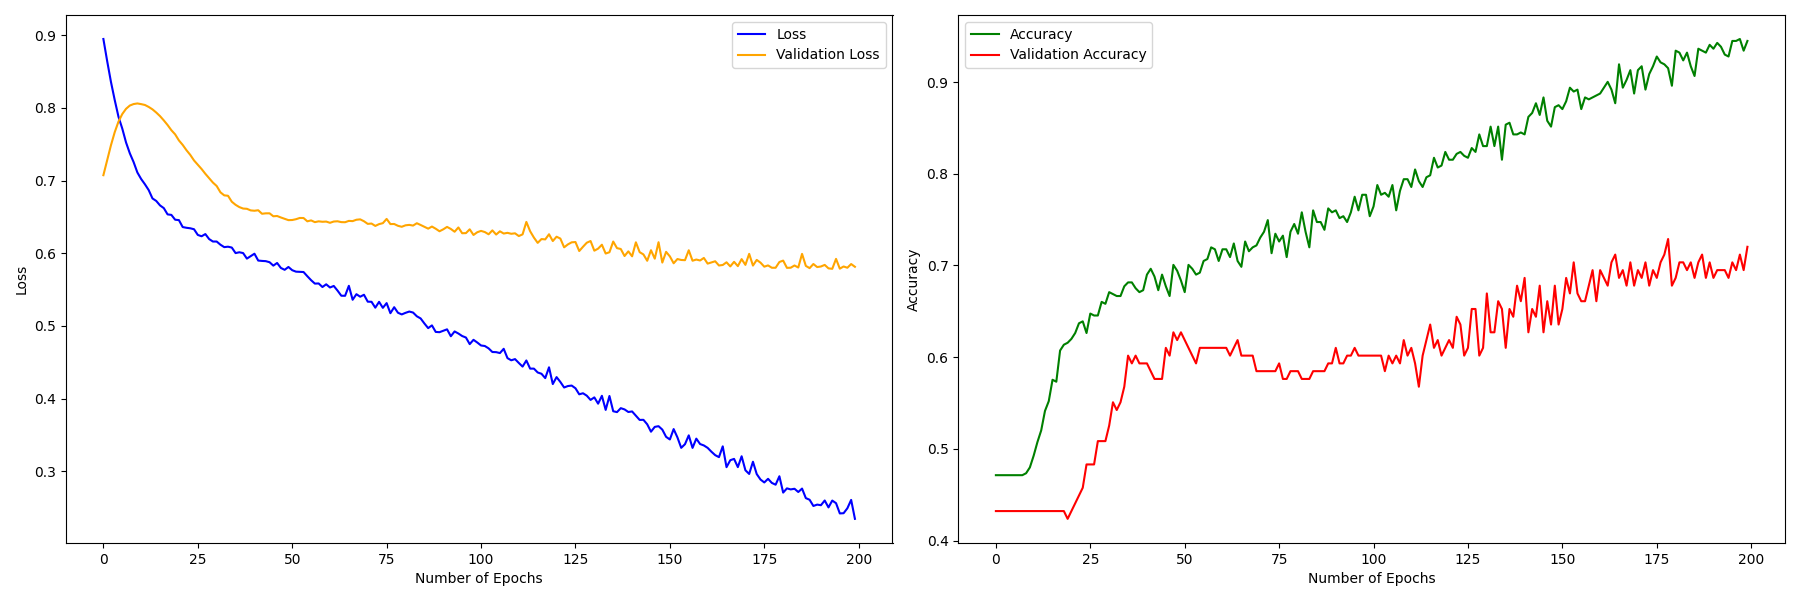 Loss
Validation Loss
0.9
0.8
0.7
0.6
0.5
0.4
0.3
Loss
0 25 50 75 100 125 150 175 200
Number of Epochs
Accuracy
Validation Accuracy
0.9
0.8
0.7
0.6
0.5
0.4
Accuracy
0 25 50 75 100 125 150 175 200
Number of Epochs